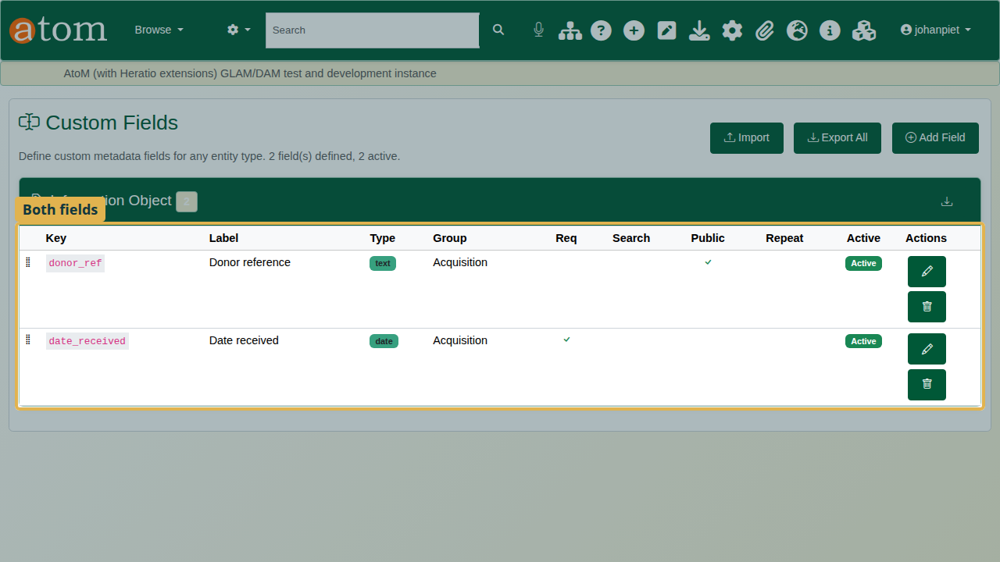 atom
Browse
Search
johanpiet
AtoM (with Heratio extensions) GLAM/DAM test and development instance
Custom Fields
Import
Export All
Add Field
Define custom metadata fields for any entity type. 2 field(s) defined, 2 active.
Object 2
Both fields
Key Label Type Group Req Search Public Repeat Active Actions
donor_ref Donor reference text Acquisition Active
date_received Date received date Acquisition Active